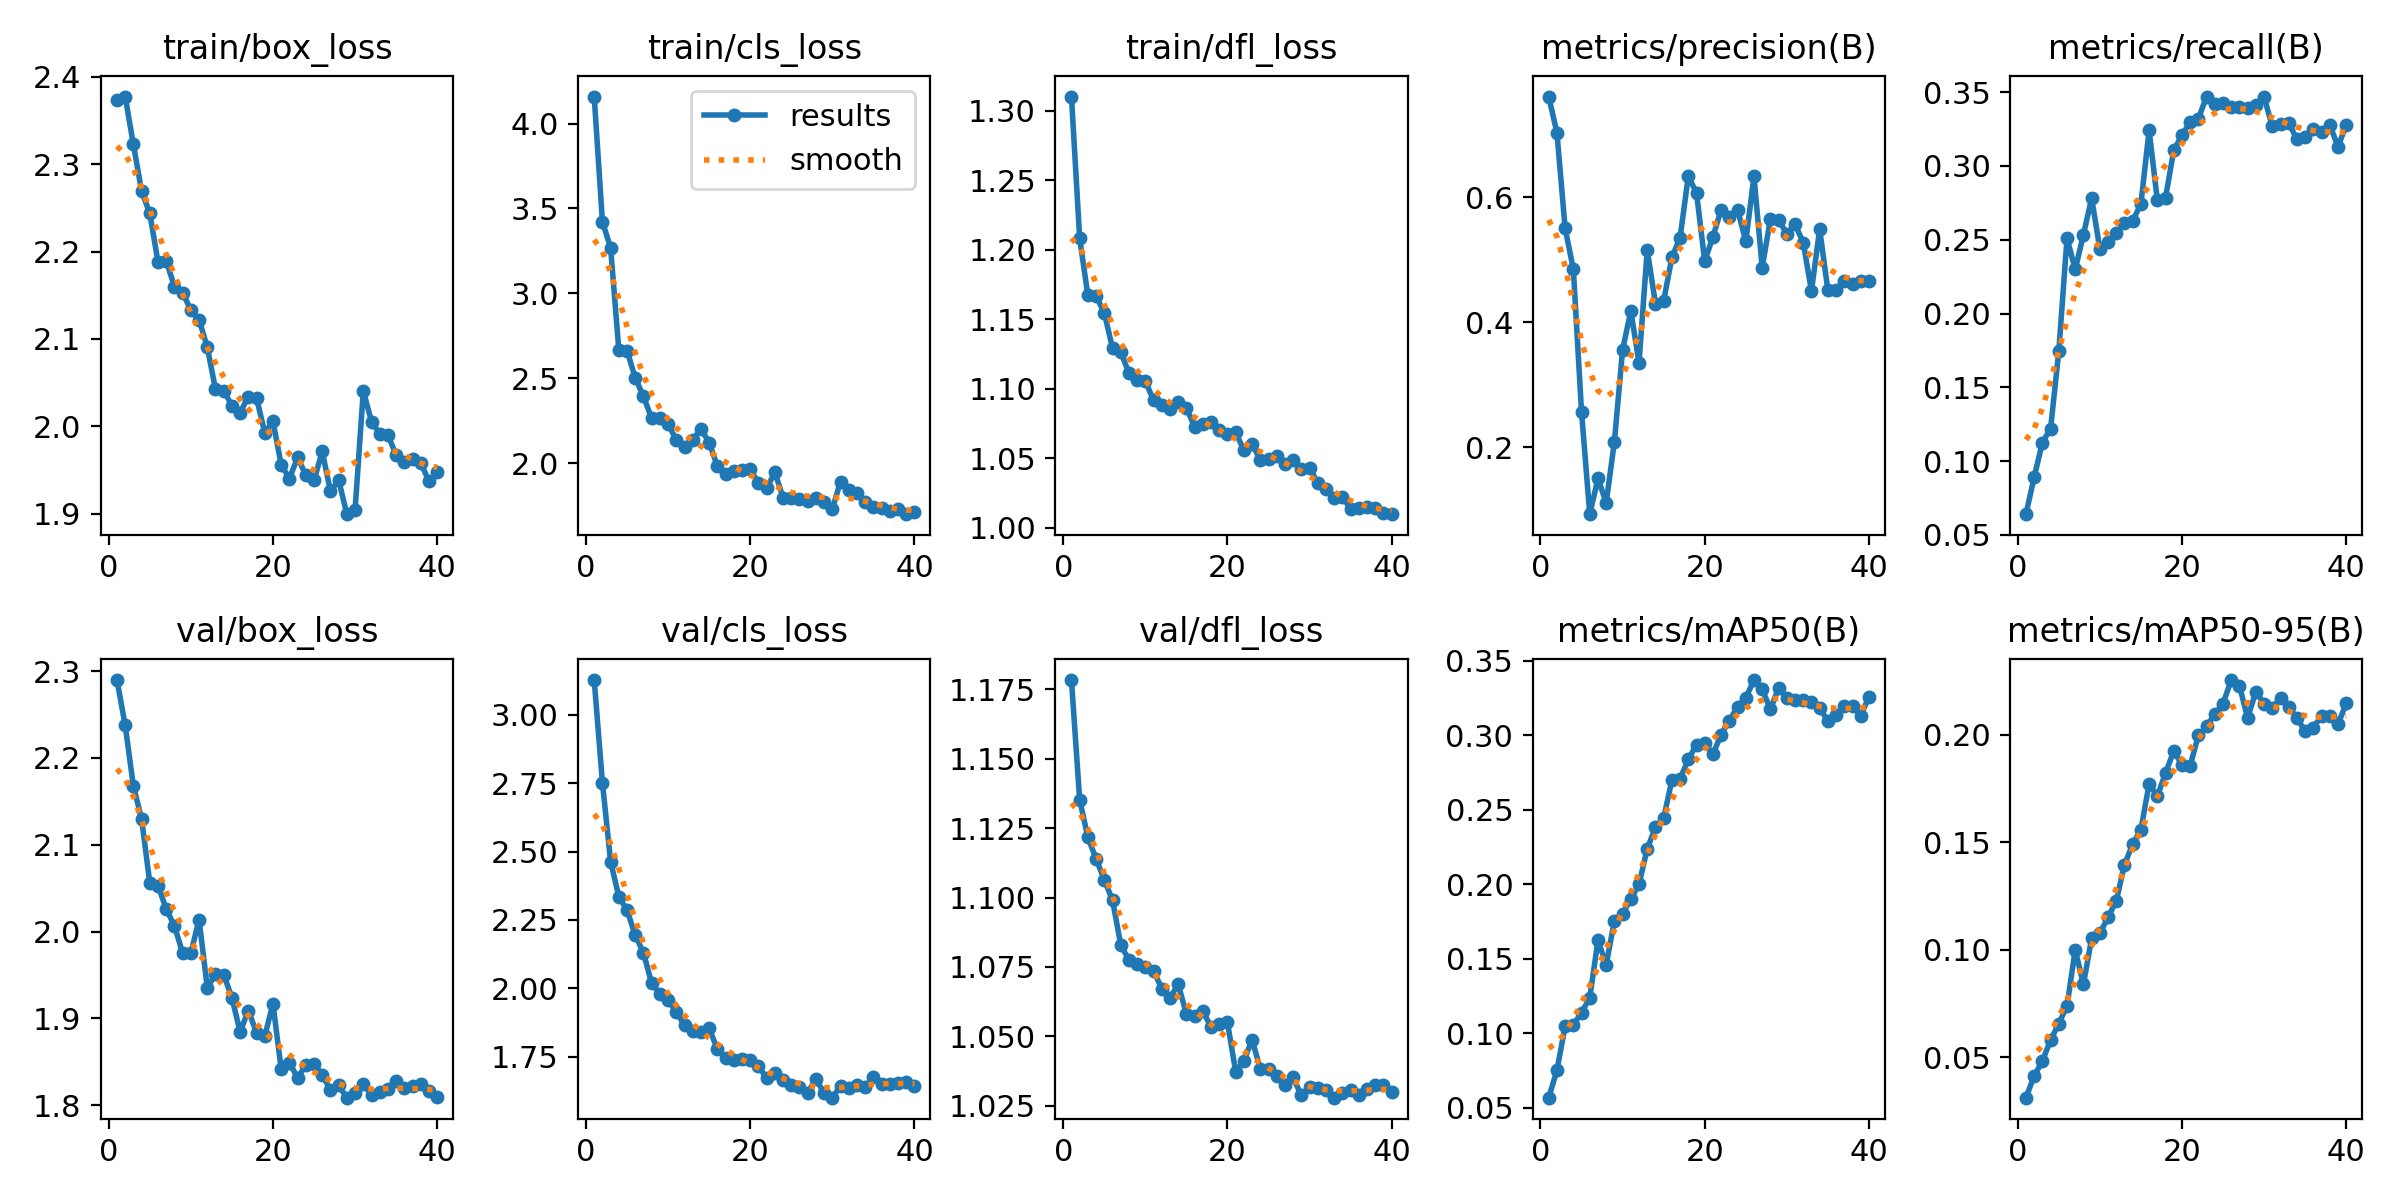 train/box_loss
2.4
2.3
2.2
2.1
2.0
1.9
0 20 40
train/cls_loss
results
smooth
4.0
3.5
3.0
2.5
2.0
0 20 40
train/dfl_loss
1.30
1.25
1.20
1.15
1.10
1.05
1.00
0 20 40
metrics/precision(B)
0.6
0.4
0.2
0 20 40
metrics/recall(B)
0.35
0.30
0.25
0.20
0.15
0.10
0.05
0 20 40
val/box_loss
2.3
2.2
2.1
2.0
1.9
1.8
0 20 40
val/cls_loss
3.00
2.75
2.50
2.25
2.00
1.75
0 20 40
val/dfl_loss
1.175
1.150
1.125
1.100
1.075
1.050
1.025
0 20 40
metrics/mAP50(B)
0.35
0.30
0.25
0.20
0.15
0.10
0.05
0 20 40
metrics/mAP50-95(B)
0.20
0.15
0.10
0.05
0 20 40